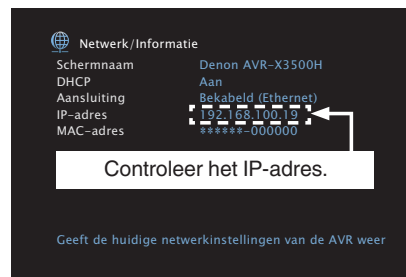 Netwerk/Informatie
Schermnaam Denon AVR-X3500H
DHCP Aan
Aansluiting Bekabeld (Ethernet)
IP-adres 192.168.100.19
MAC-adres ******-000000
Controleer het IP-adres.
Geeft de huidige netwerkinstellingen van de AVR weer